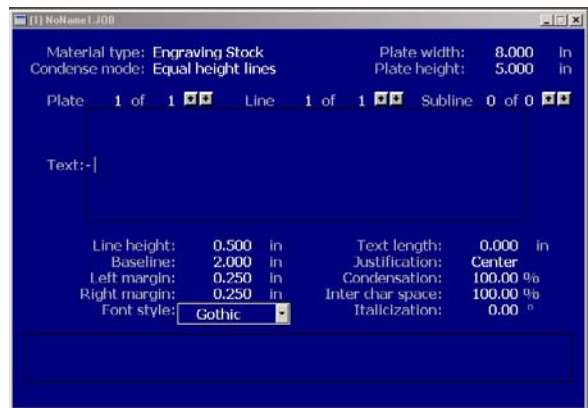 (1) NoName1.JOB
Material type: Engraving Stock Plate width: 8.000 in
Condense mode: Equal height lines Plate height: 5.000 in
Plate 1 of 1 Line 1 of 1 Subline 0 of 0
Text:-
Line height: 0.500 in Text length: 0.000 in
Baseline: 2.000 in Justification: Center
Left margin: 0.250 in Condensation: 100.00 %
Right margin: 0.250 in Inter char space: 100.00 %
Font style: Gothic Italicization: 0.00 °